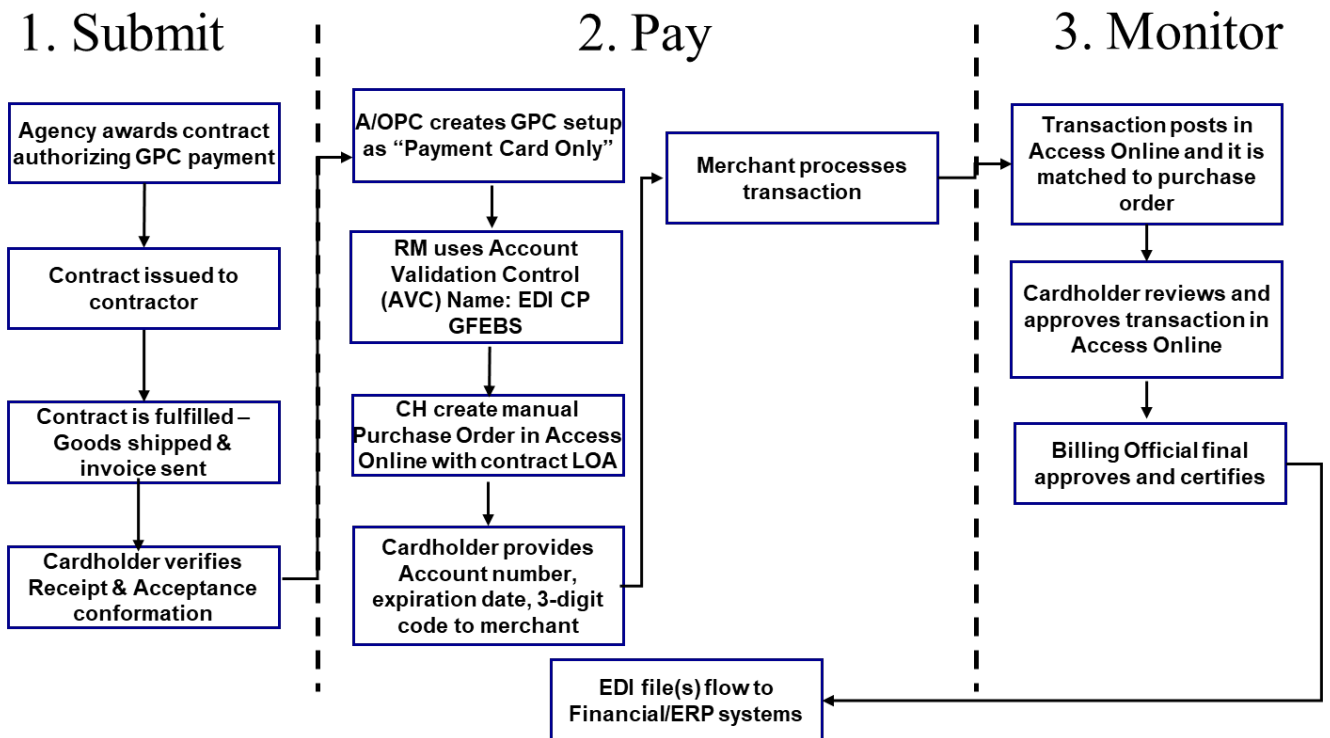 1. Submit
2. Pay
3. Monitor
Agency awards contract
authorizing GPC payment
Contract issued to
contractor
Contract is fulfilled –
Goods shipped &
invoice sent
Cardholder verifies
Receipt & Acceptance
conformation
A/OPC creates GPC setup
as “Payment Card Only”
RM uses Account
Validation Control
(AVC) Name: EDI CP
GFEBS
CH create manual
Purchase Order in Access
Online with contract LOA
Cardholder provides
Account number,
expiration date, 3-digit
code to merchant
Merchant processes
transaction
Transaction posts in
Access Online and it is
matched to purchase
order
Cardholder reviews and
approves transaction in
Access Online
Billing Official final
approves and certifies
EDI file(s) flow to
Financial/ERP systems